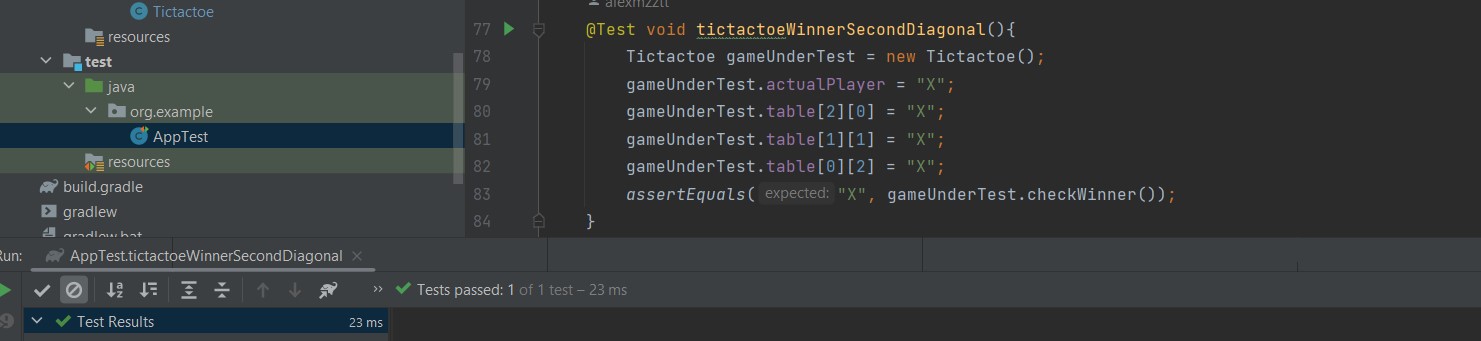 Tictactoe
resources
test
java
org.example
AppTest
resources
build.gradle
gradlew
gradlew.bat
alexmzzlt
77 @Test void tictactoeWinnerSecondDiagonal(){
78 Tictactoe gameUnderTest = new Tictactoe();
79 gameUnderTest.actualPlayer = "X";
80 gameUnderTest.table[2][0] = "X";
81 gameUnderTest.table[1][1] = "X";
82 gameUnderTest.table[0][2] = "X";
83 assertEquals( expected: "X", gameUnderTest.checkWinner());
84 }
Run: AppTest.tictactoeWinnerSecondDiagonal
Tests passed: 1 of 1 test – 23 ms
Test Results 23 ms